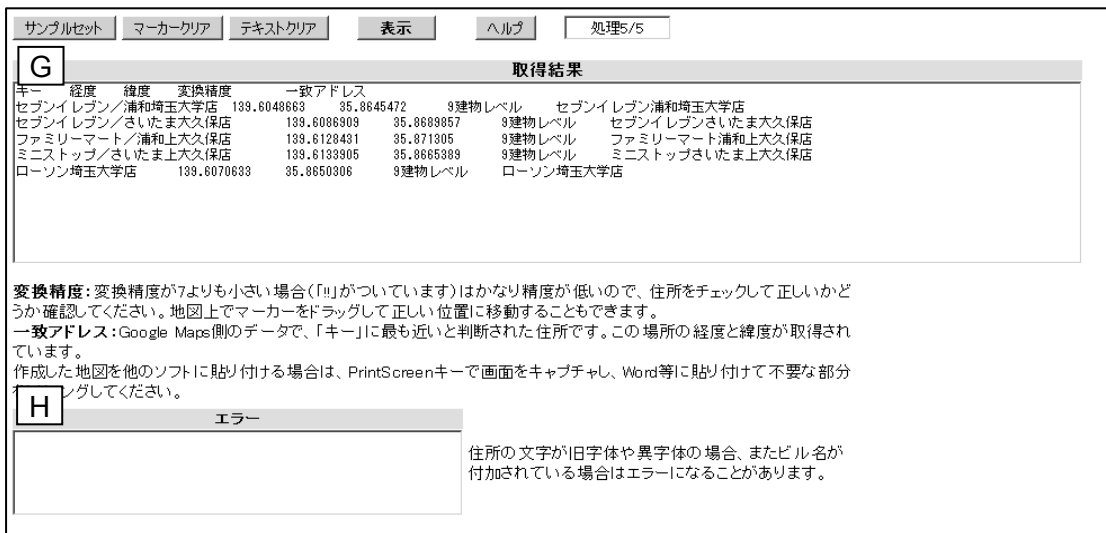 サンプルセット マーカークリア テキストクリア 表示 ヘルプ 処理5/5
G 取得結果
キー 経度 緯度 変換精度 一致アドレス
セブンイレブン／浦和埼玉大学店 139.6048663 35.8645472 9建物レベル セブンイレブン浦和埼玉大学店
セブンイレブン／さいたま大久保店 139.6086909 35.8689857 9建物レベル セブンイレブンさいたま大久保店
ファミリーマート／浦和上大久保店 139.6128431 35.871305 9建物レベル ファミリーマート浦和上大久保店
ミニストップ／さいたま上大久保店 139.6133905 35.8665389 9建物レベル ミニストップさいたま上大久保店
ローソン埼玉大学店 139.6070633 35.8650306 9建物レベル ローソン埼玉大学店
変換精度：変換精度が7よりも小さい場合（「!!」がついています）はかなり精度が低いので、住所をチェックして正しいかど
うか確認してください。地図上でマーカーをドラッグして正しい位置に移動することもできます。
一致アドレス：Google Maps側のデータで、「キー」に最も近いと判断された住所です。この場所の経度と緯度が取得され
ています。
作成した地図を他のソフトに貼り付ける場合は、PrintScreenキーで画面をキャプチャし、Word等に貼り付けて不要な部分
ングしてください。
H エラー
住所の文字が旧字体や異字体の場合、またビル名が
付加されている場合はエラーになることがあります。